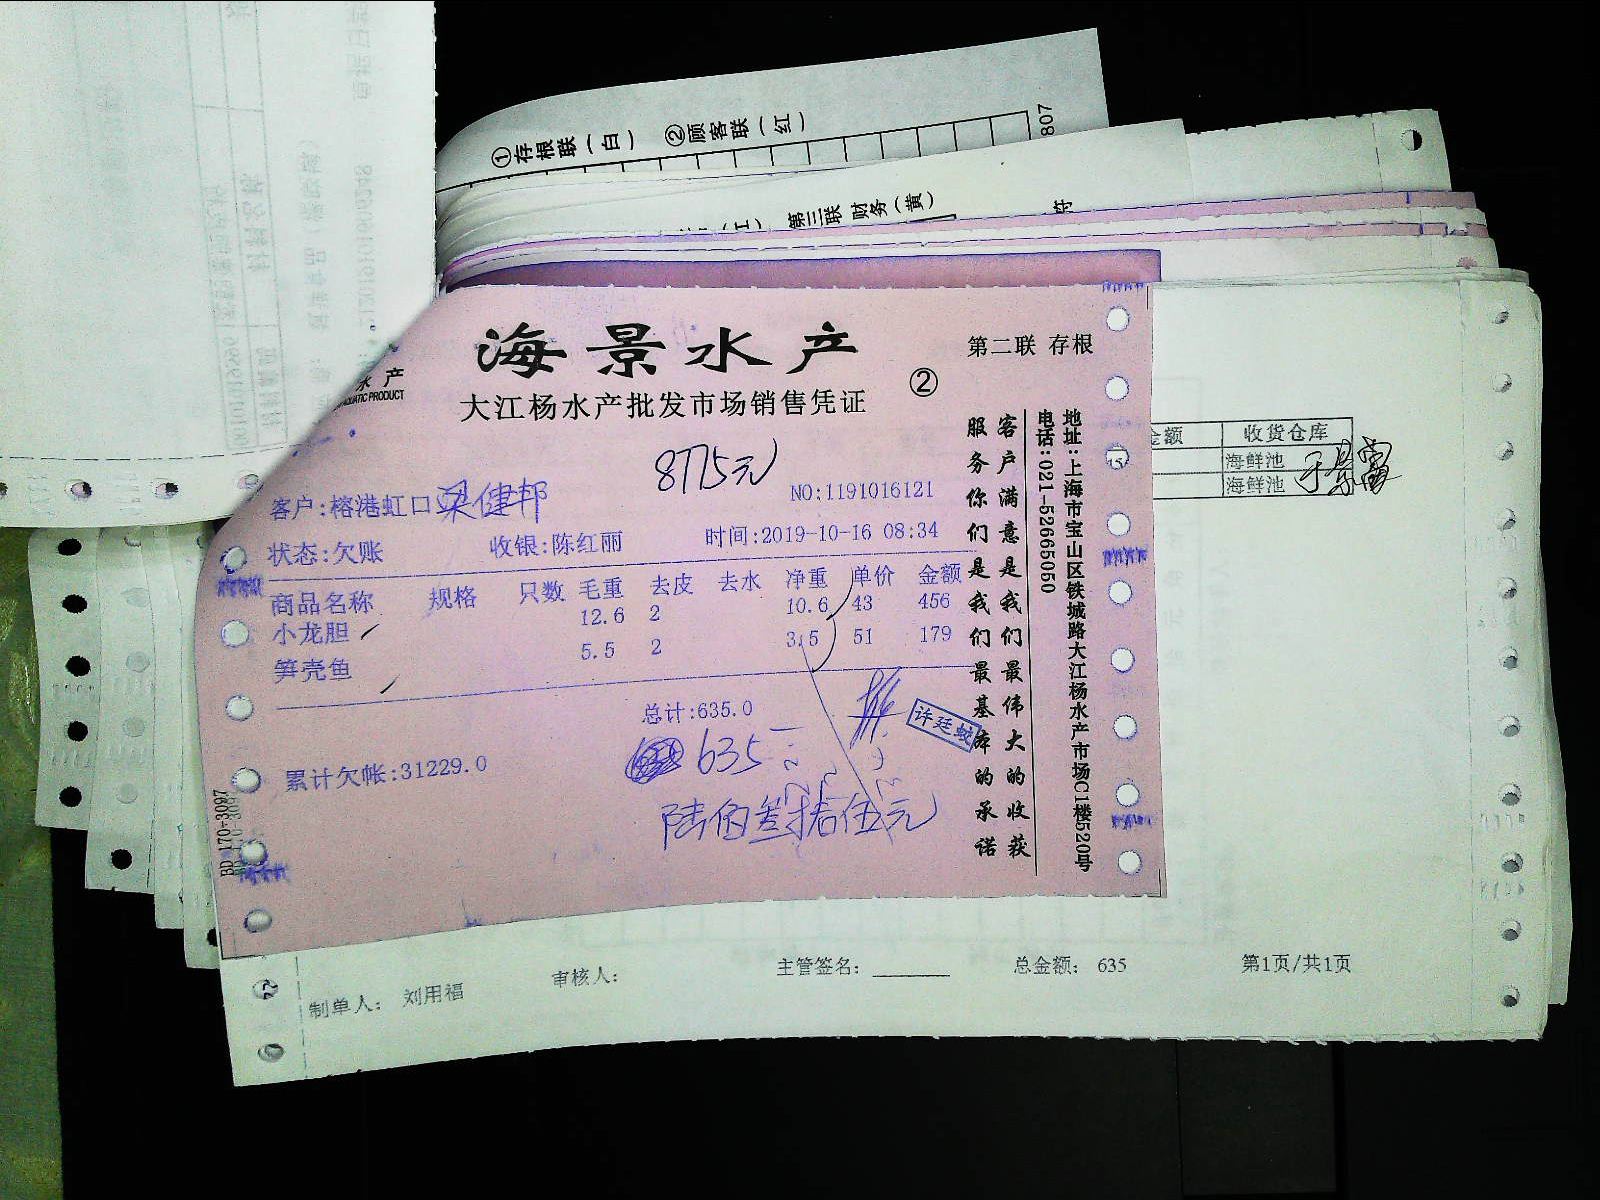 ①存根联(白) ②顾客联(红)
807
第三联 财务(黄)
海景水产
第二联 存根
水产
AQUATIC PRODUCT
大江杨水产批发市场销售凭证
②
8775元
客户:榕港虹口梁健邦
NO:1191016121
状态:欠账 收银:陈红丽 时间:2019-10-16 08:34
商品名称 规格 只数 毛重 去皮 去水 净重 单价 金额
小龙胆 12.6 2 10.6 43 456
笋壳鱼 5.5 2 3.5 51 179
总计:635.0
许廷蛟
635
累计欠帐:31229.0
陆佰叁拾伍元
BD 170-3097
客户满意是我们最伟大的收获
服务你们是我们最基本的承诺
地址:上海市宝山区铁城路大江杨水产市场C1楼520号
电话:021-52665050
金额 收货仓库
海鲜池
海鲜池
制单人: 刘用福 审核人: 主管签名: 总金额: 635 第1页/共1页